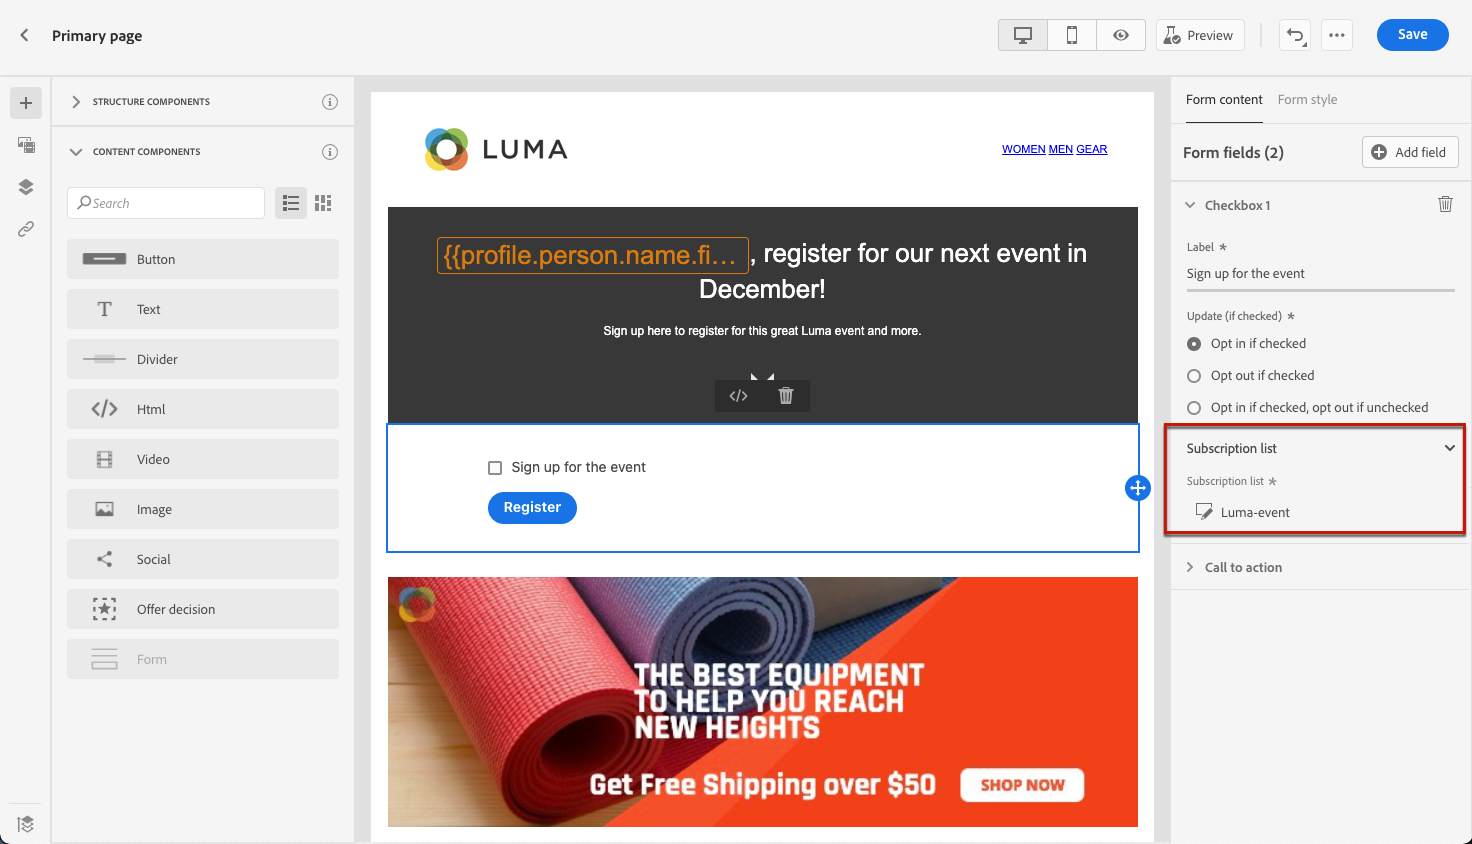 Primary page
Preview
Save
STRUCTURE COMPONENTS
CONTENT COMPONENTS
Search
Button
Text
Divider
Html
Video
Image
Social
Offer decision
Form
LUMA
WOMEN MEN GEAR
{{profile.person.name.fi... , register for our next event in
December!
Sign up here to register for this great Luma event and more.
Sign up for the event
Register
THE BEST EQUIPMENT
TO HELP YOU REACH
NEW HEIGHTS
Get Free Shipping over $50
SHOP NOW
Form content Form style
Form fields (2)
Add field
Checkbox 1
Label *
Sign up for the event
Update (if checked) *
Opt in if checked
Opt out if checked
Opt in if checked, opt out if unchecked
Subscription list
Subscription list *
Luma-event
Call to action